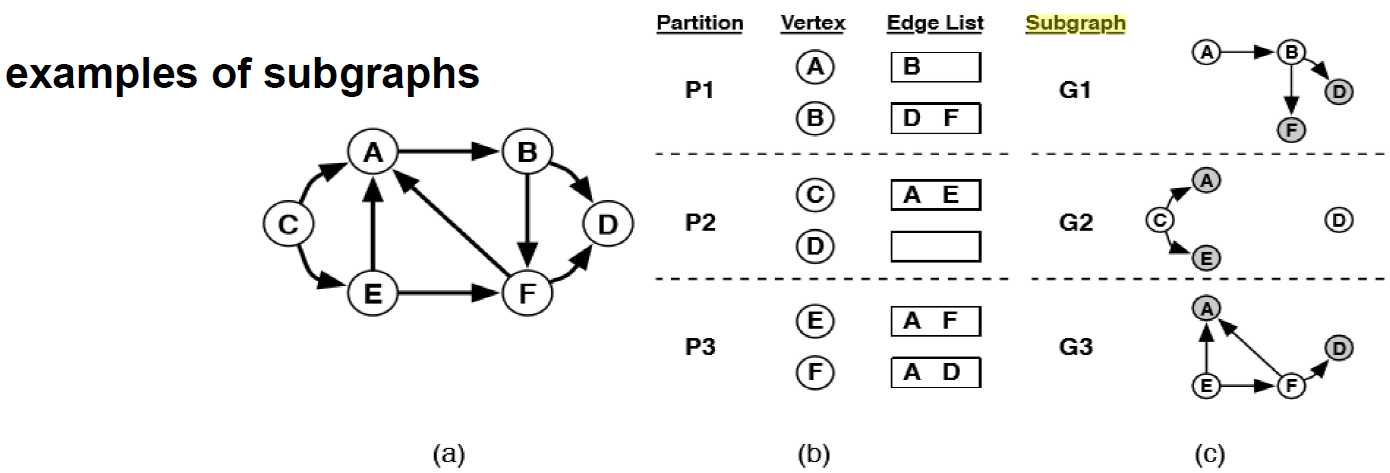 examples of subgraphs
A B
C D
E F
(a)
Partition Vertex Edge List
P1
A B
B D F
P2
C A E
D
P3
E A F
F A D
(b)
Subgraph
G1
A B
D
F
G2
A
C D
E
G3
A
D
E F
(c)